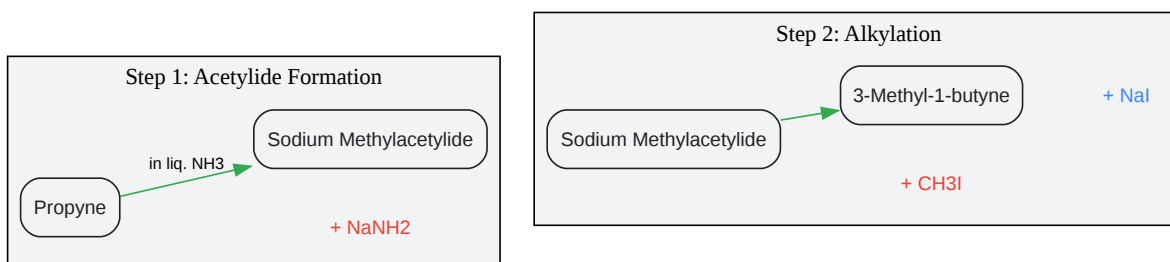 Step 1: Acetylide Formation
Sodium Methylacetylide
in liq. NH3
Propyne
+ NaNH2
Step 2: Alkylation
3-Methyl-1-butyne
+ NaI
Sodium Methylacetylide
+ CH3I